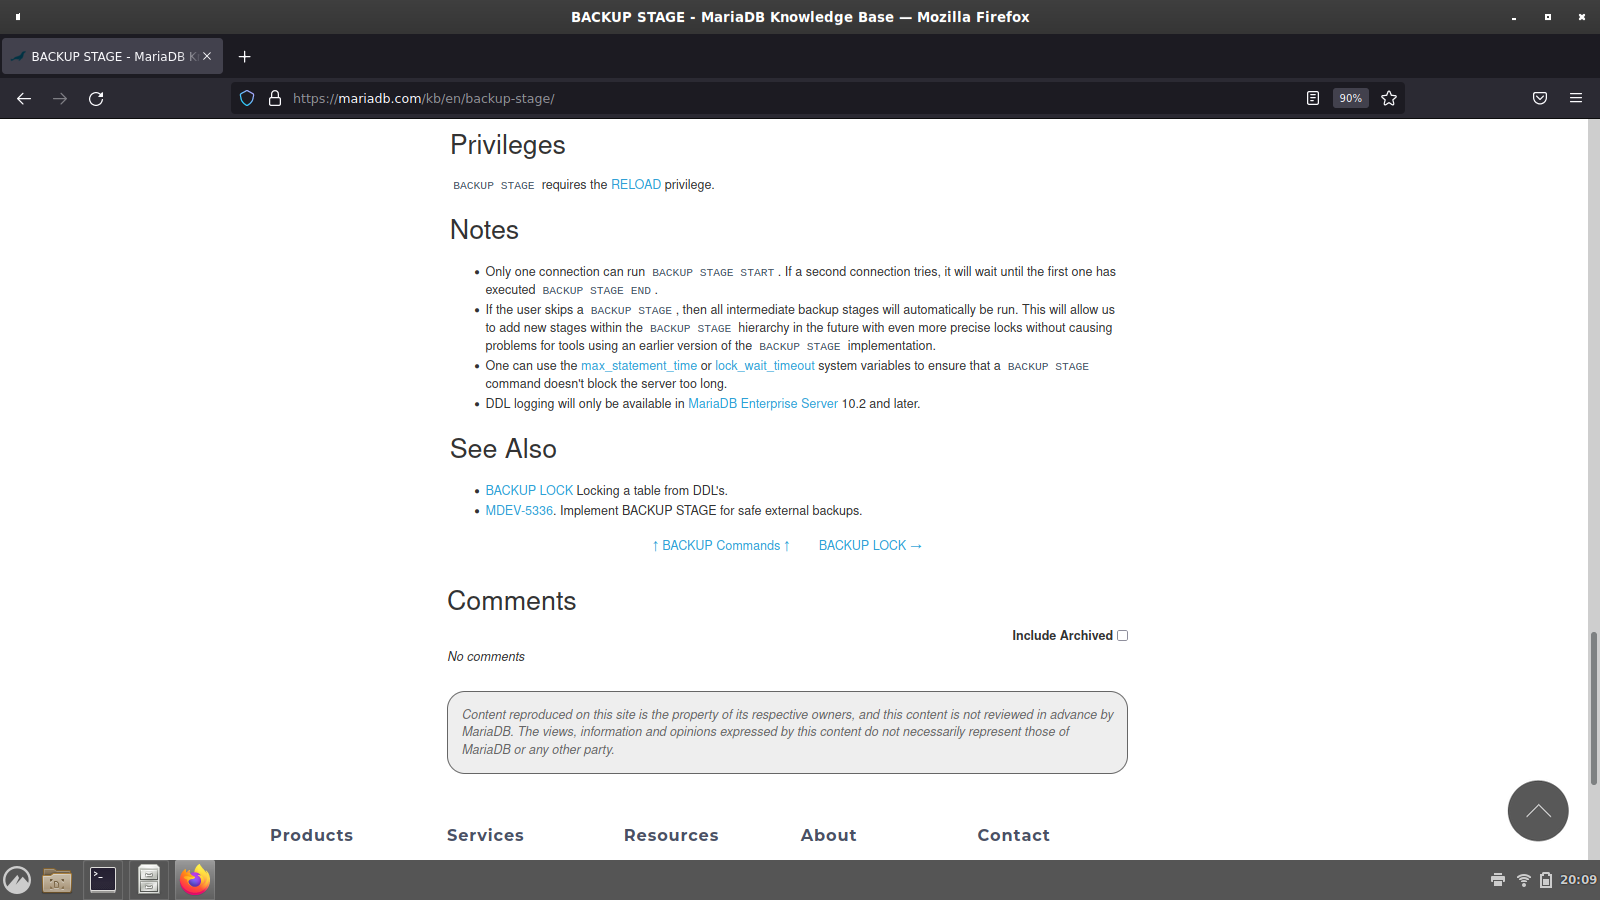 BACKUP STAGE - MariaDB Knowledge Base — Mozilla Firefox
BACKUP STAGE - MariaDB K
https://mariadb.com/kb/en/backup-stage/
90%
Privileges
BACKUP STAGE requires the RELOAD privilege.
Notes
• Only one connection can run BACKUP STAGE START . If a second connection tries, it will wait until the first one has
executed BACKUP STAGE END .
• If the user skips a BACKUP STAGE , then all intermediate backup stages will automatically be run. This will allow us
to add new stages within the BACKUP STAGE hierarchy in the future with even more precise locks without causing
problems for tools using an earlier version of the BACKUP STAGE implementation.
• One can use the max_statement_time or lock_wait_timeout system variables to ensure that a BACKUP STAGE
command doesn't block the server too long.
• DDL logging will only be available in MariaDB Enterprise Server 10.2 and later.
See Also
• BACKUP LOCK Locking a table from DDL's.
• MDEV-5336. Implement BACKUP STAGE for safe external backups.
↑ BACKUP Commands ↑ BACKUP LOCK →
Comments
Include Archived
No comments
Content reproduced on this site is the property of its respective owners, and this content is not reviewed in advance by
MariaDB. The views, information and opinions expressed by this content do not necessarily represent those of
MariaDB or any other party.
Products Services Resources About Contact
20:09